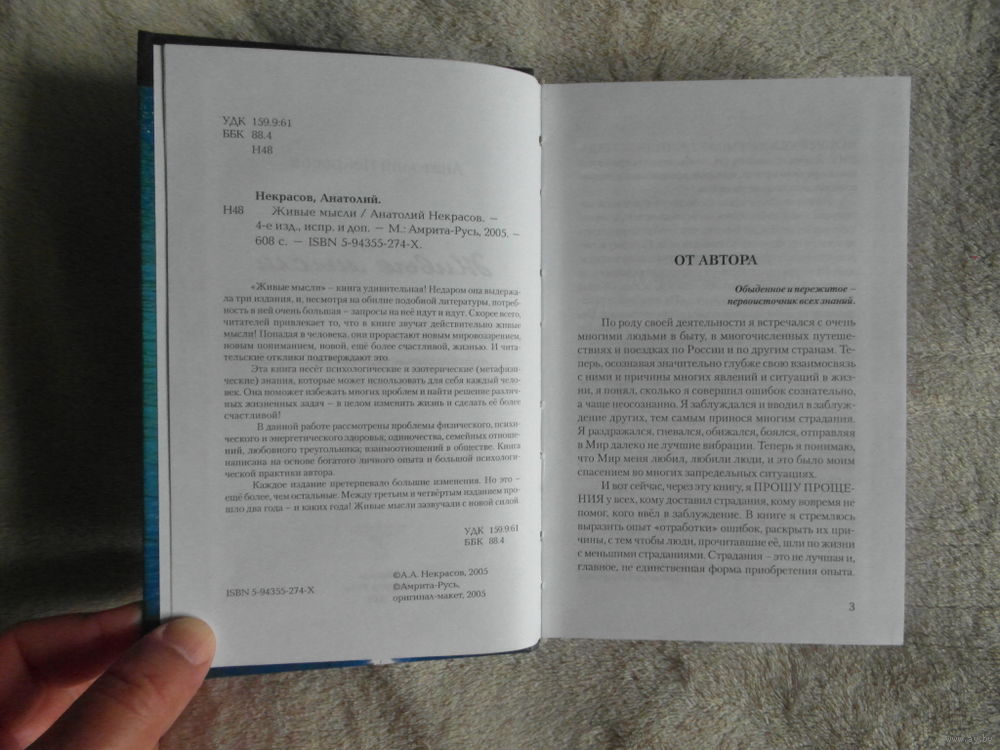 УДК 159.9:61
ББК 88.4
Н48
Некрасов, Анатолий.
Н48 Живые мысли / Анатолий Некрасов. —
4-е изд., испр. и доп. — М.: Амрита-Русь, 2005. —
608 с. — ISBN 5-94355-274-X.
«Живые мысли» – книга удивительная! Недаром она выдержа-
ла три издания, и, несмотря на обилие подобной литературы, потреб-
ность в ней очень большая – запросы на неё идут и идут. Скорее всего,
читателей привлекает то, что в книге звучат действительно живые
мысли! Попадая в человека, они прорастают новым мировоззрением,
новым пониманием, новой, ещё более счастливой, жизнью. И чита-
тельские отклики подтверждают это.
Эта книга несёт психологические и эзотерические (метафизи-
ческие) знания, которые может использовать для себя каждый чело-
век. Она поможет избежать многих проблем и найти решение различ-
ных жизненных задач – в целом изменить жизнь и сделать её более
счастливой!
В данной работе рассмотрены проблемы физического, психи-
ческого и энергетического здоровья; одиночества, семейных отноше-
ний, любовного треугольника; взаимоотношений в обществе. Книга
написана на основе богатого личного опыта и большой психологи-
ческой практики автора.
Каждое издание претерпевало большие изменения. Но это –
ещё более, чем остальные. Между третьим и четвёртым изданием про-
шло два года – и каких года! Живые мысли зазвучали с новой силой
УДК 159.9:61
ББК 88.4
©А.А. Некрасов, 2005
©Амрита-Русь,
оригинал-макет, 2005
ISBN 5-94355-274-X
ОТ АВТОРА
Обыденное и пережитое –
первоисточник всех знаний.
По роду своей деятельности я встречался с очень
многими людьми в быту, в многочисленных путеше-
ствиях и поездках по России и по другим странам. Те-
перь, осознавая значительно глубже свою взаимосвязь
с ними и причины многих явлений и ситуаций в жиз-
ни, я понял, сколько я совершил ошибок сознательно,
а чаще неосознанно. Я заблуждался и вводил в заблуж-
дение других, тем самым принося многим страдания.
Я раздражался, гневался, обижался, боялся, отправляя
в Мир далеко не лучшие вибрации. Теперь я понимаю,
что Мир меня любил, любили люди, и это было моим
спасением во многих запредельных ситуациях.
И вот сейчас, через эту книгу, я ПРОШУ ПРОЩЕ-
НИЯ у всех, кому доставил страдания, кому вовремя не
помог, кого ввёл в заблуждение. В книге я стремлюсь
выразить опыт «отработки» ошибок, раскрыть их при-
чины, с тем чтобы люди, прочитавшие её, шли по жизни
с меньшими страданиями. Страдания – это не лучшая и,
главное, не единственная форма приобретения опыта.
3
www.ay.by